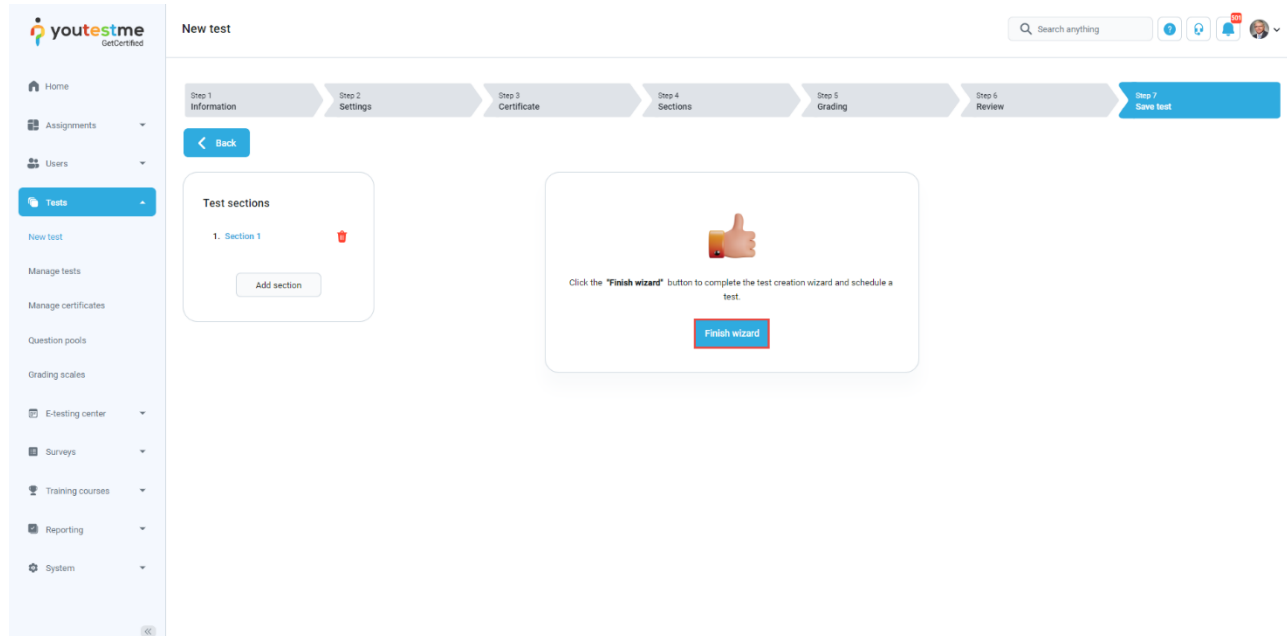 youtestme
GetCertified
New test
Search anything
?
501
Home
Assignments
Users
Tests
New test
Manage tests
Manage certificates
Question pools
Grading scales
E-testing center
Surveys
Training courses
Reporting
System
Step 1
Information
Step 2
Settings
Step 3
Certificate
Step 4
Sections
Step 5
Grading
Step 6
Review
Step 7
Save test
Back
Test sections
1. Section 1
Add section
Click the "Finish wizard" button to complete the test creation wizard and schedule a
test.
Finish wizard